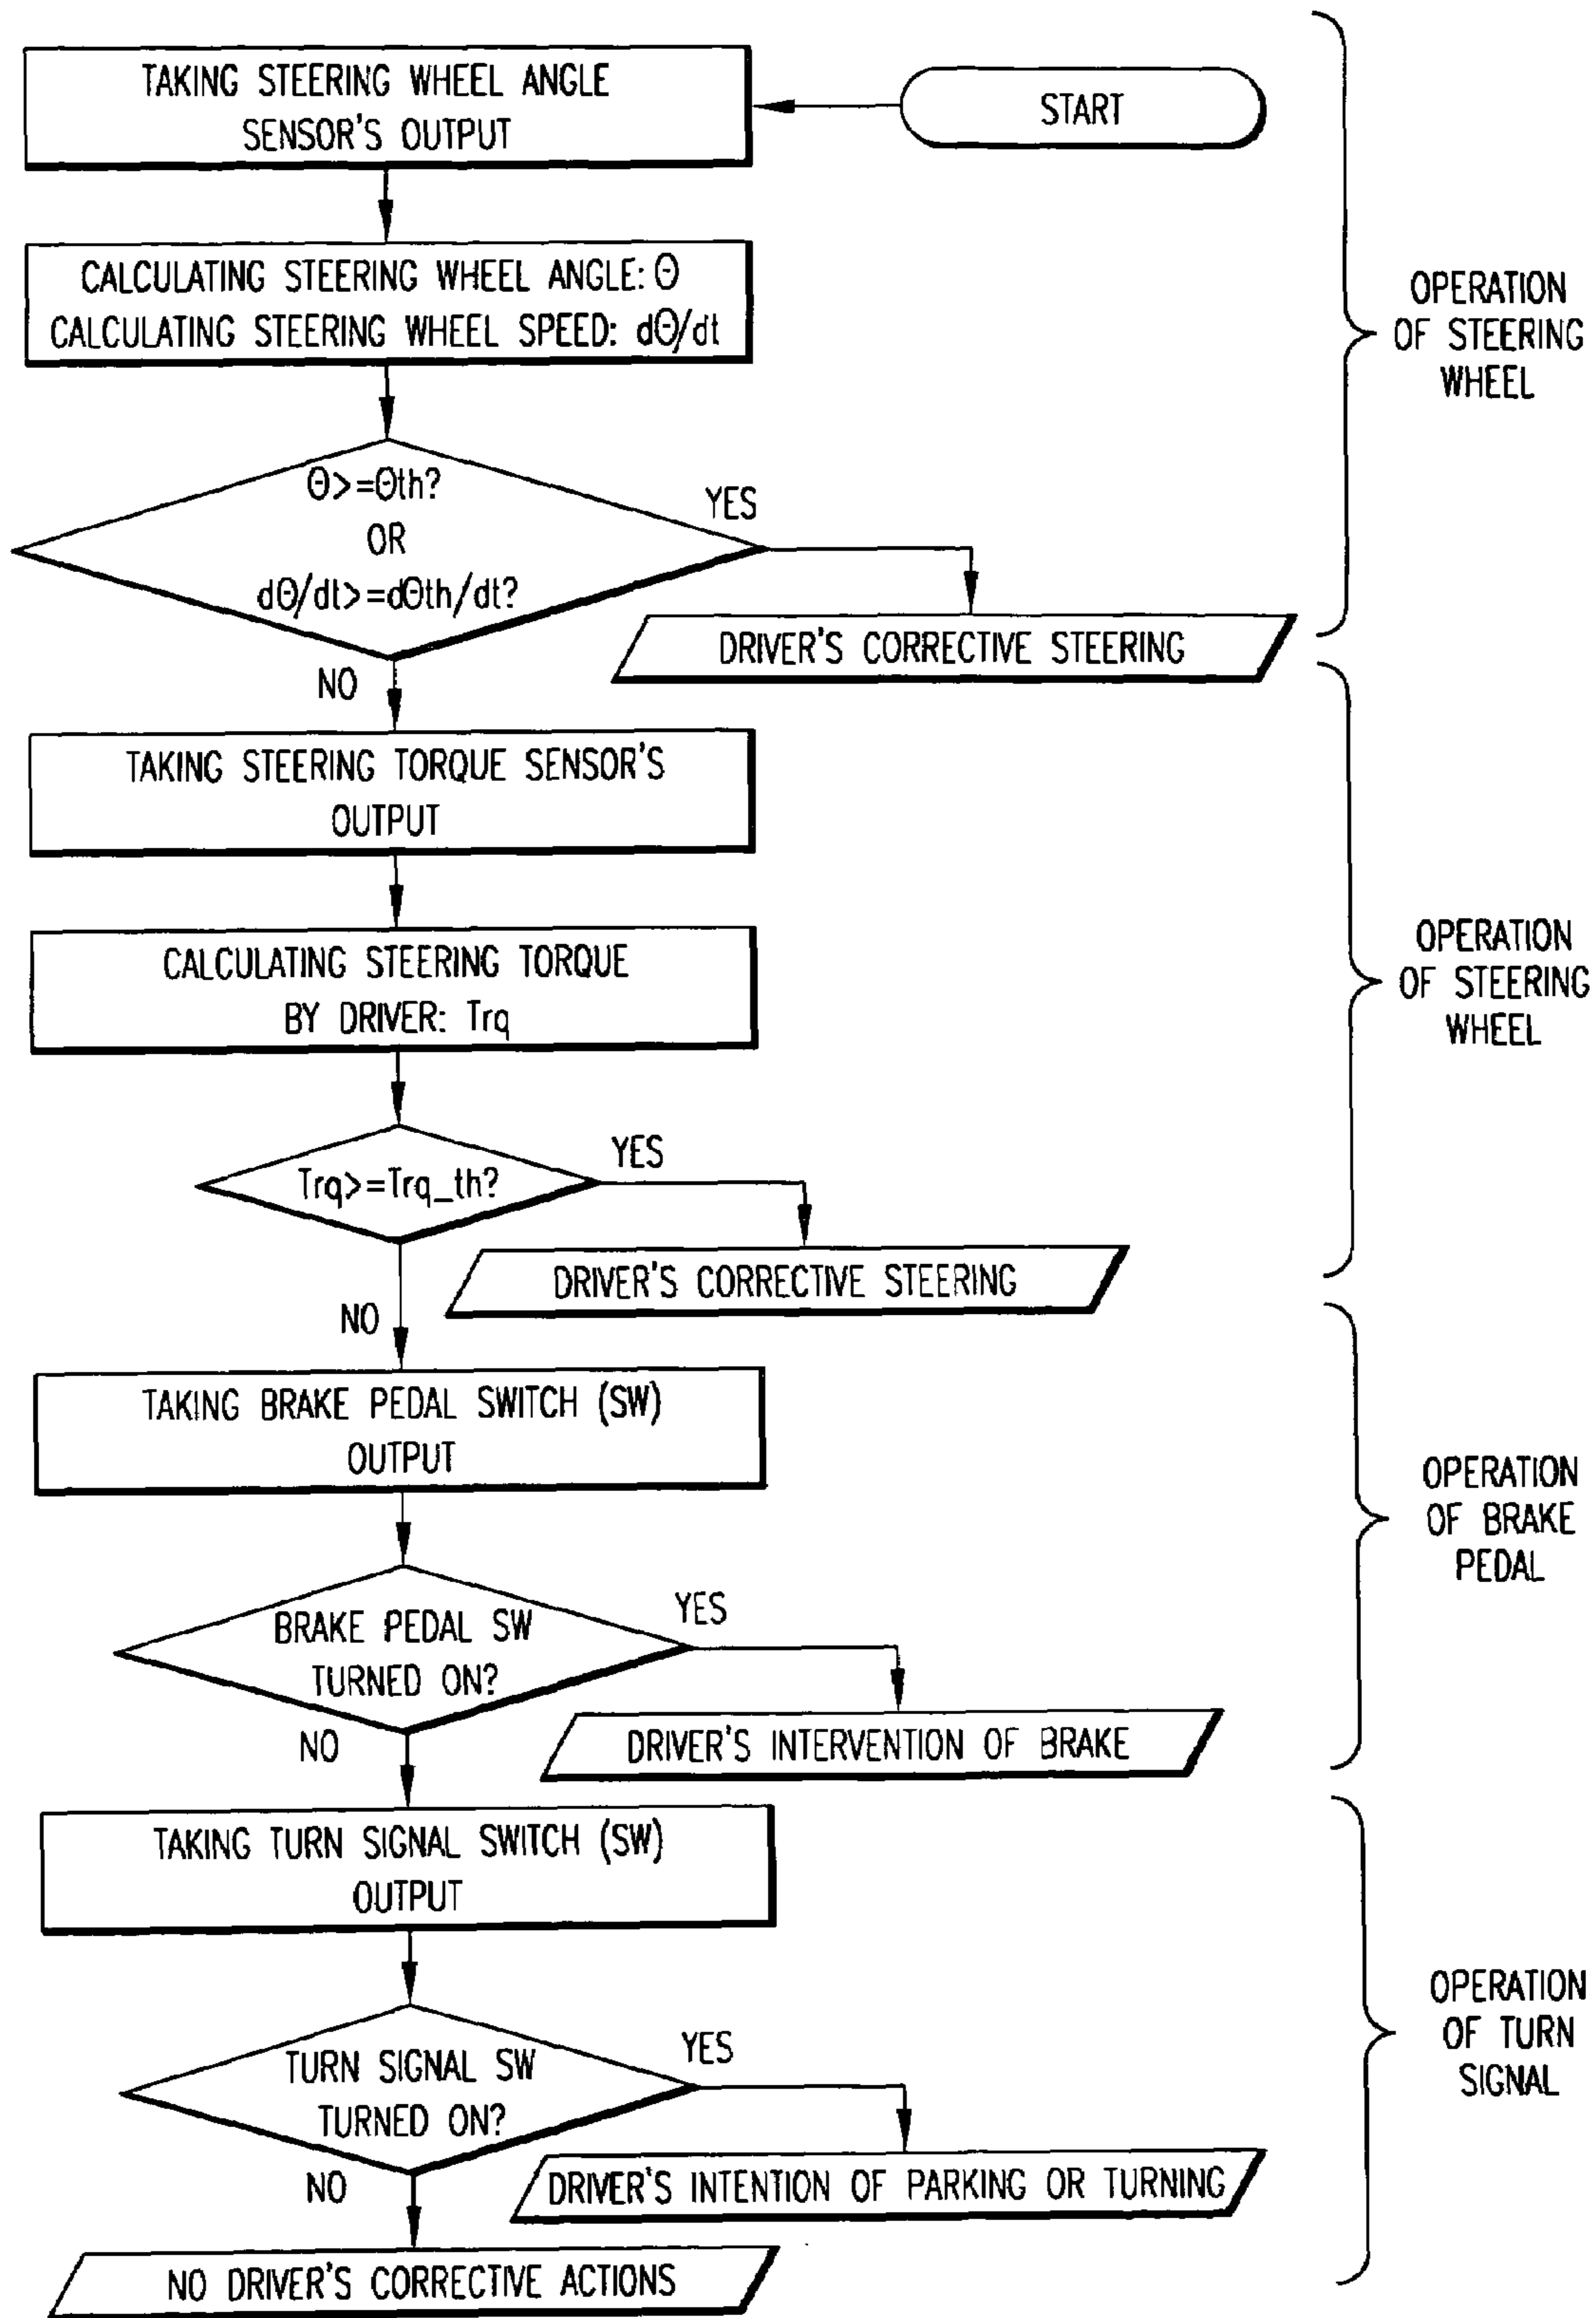 TAKING STEERING WHEEL ANGLE
SENSOR'S OUTPUT
START
CALCULATING STEERING WHEEL ANGLE: Θ
CALCULATING STEERING WHEEL SPEED: dΘ/dt
OPERATION
OF STEERING
WHEEL
Θ>=Θth?
OR
dΘ/dt>=dΘth/dt?
YES
DRIVER'S CORRECTIVE STEERING
NO
TAKING STEERING TORQUE SENSOR'S
OUTPUT
CALCULATING STEERING TORQUE
BY DRIVER: Trq
OPERATION
OF STEERING
WHEEL
Trq>=Trq_th?
YES
DRIVER'S CORRECTIVE STEERING
NO
TAKING BRAKE PEDAL SWITCH (SW)
OUTPUT
OPERATION
OF BRAKE
PEDAL
BRAKE PEDAL SW
TURNED ON?
YES
DRIVER'S INTERVENTION OF BRAKE
NO
TAKING TURN SIGNAL SWITCH (SW)
OUTPUT
OPERATION
OF TURN
SIGNAL
TURN SIGNAL SW
TURNED ON?
YES
DRIVER'S INTENTION OF PARKING OR TURNING
NO
NO DRIVER'S CORRECTIVE ACTIONS